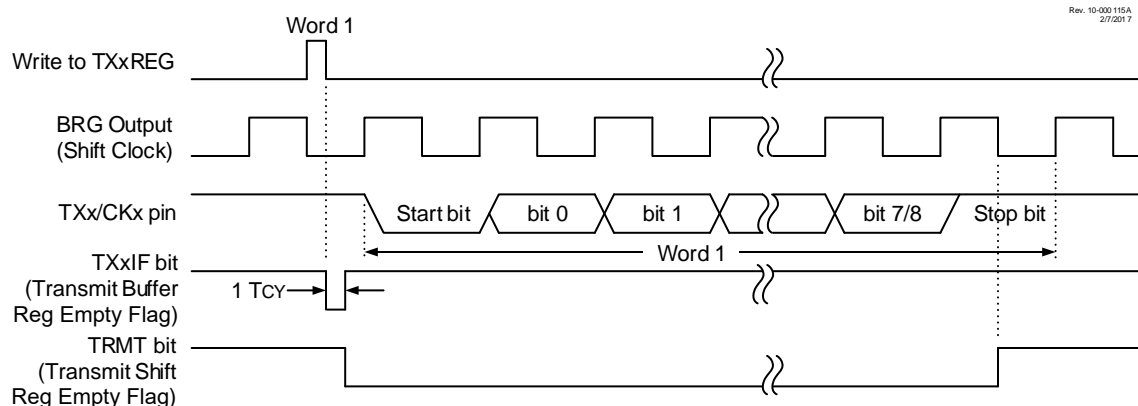 Rev. 10-000 115A
2/7/201 7
Word 1
Write to TXxREG
BRG Output
(Shift Clock)
TXx/CKx pin
Start bit
bit 0
bit 1
bit 7/8
Stop bit
Word 1
TXxIF bit
(Transmit Buffer
Reg Empty Flag)
1 TCY
TRMT bit
(Transmit Shift
Reg Empty Flag)